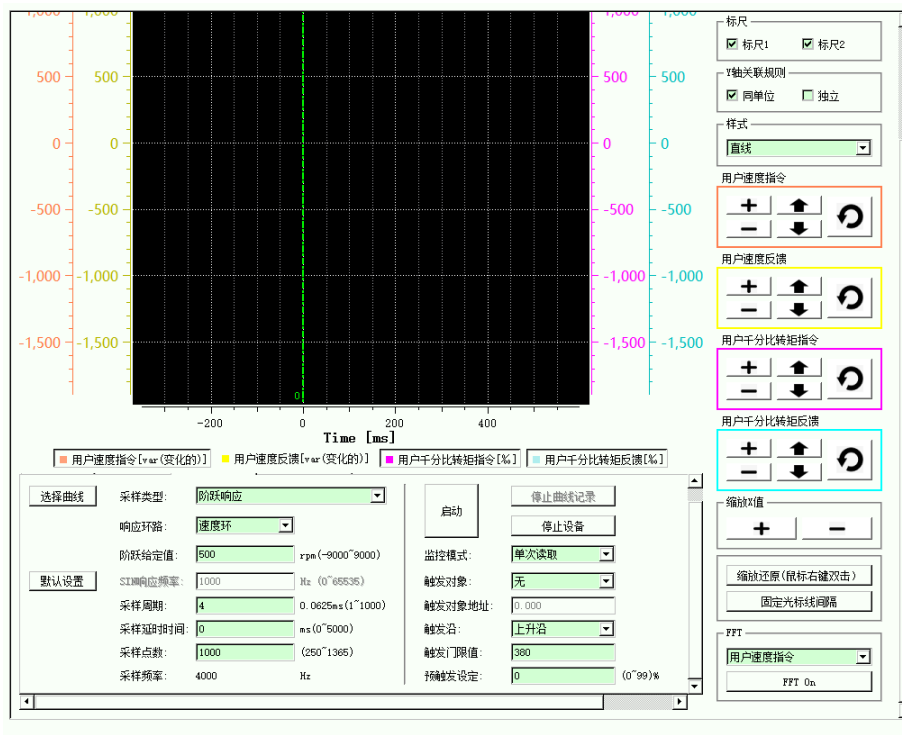 1,000 1,000 1,000 1,000
500 500 500 500
0 0 0 0
-500 -500 -500 -500
-1,000 -1,000 -1,000 -1,000
-1,500 -1,500 -1,500 -1,500
0
-200 0 200 400
Time [ms]
用户速度指令[var(变化的)] 用户速度反馈[var(变化的)] 用户千分比转矩指令[‰] 用户千分比转矩反馈[‰]
选择曲线
默认设置
采样类型: 阶跃响应
响应环路: 速度环
阶跃给定值: 500 rpm(-9000~9000)
SIN响应频率: 1000 Hz (0~65535)
采样周期: 4 0.0625ms(1~1000)
采样延时时间: 0 ms(0~5000)
采样点数: 1000 (250~1365)
采样频率: 4000 Hz
启动
停止曲线记录
停止设备
监控模式: 单次读取
触发对象: 无
触发对象地址: 0.000
触发沿: 上升沿
触发门限值: 380
预触发设定: 0 (0~99)%
标尺
标尺1 标尺2
Y轴关联规则
同单位 独立
样式
直线
用户速度指令
用户速度反馈
用户千分比转矩指令
用户千分比转矩反馈
缩放X值
缩放还原(鼠标右键双击)
固定光标线间隔
FFT
用户速度指令
FFT On